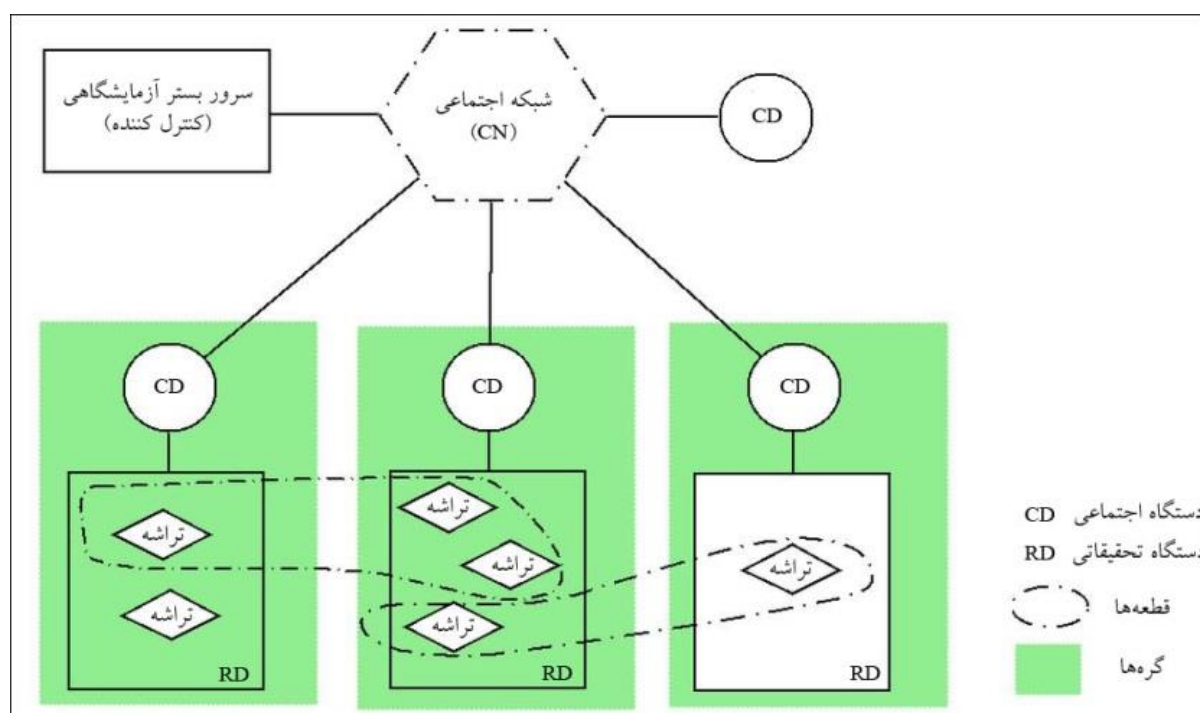 سرور بستر آزمایشگاهی
(کنترل کننده)
شبکه اجتماعی
(CN)
CD
CD
CD
CD
تراشه
تراشه
RD
تراشه
تراشه
تراشه
RD
تراشه
RD
CD دستگاه اجتماعی
RD دستگاه تحقیقاتی
قطعه‌ها
گره‌ها